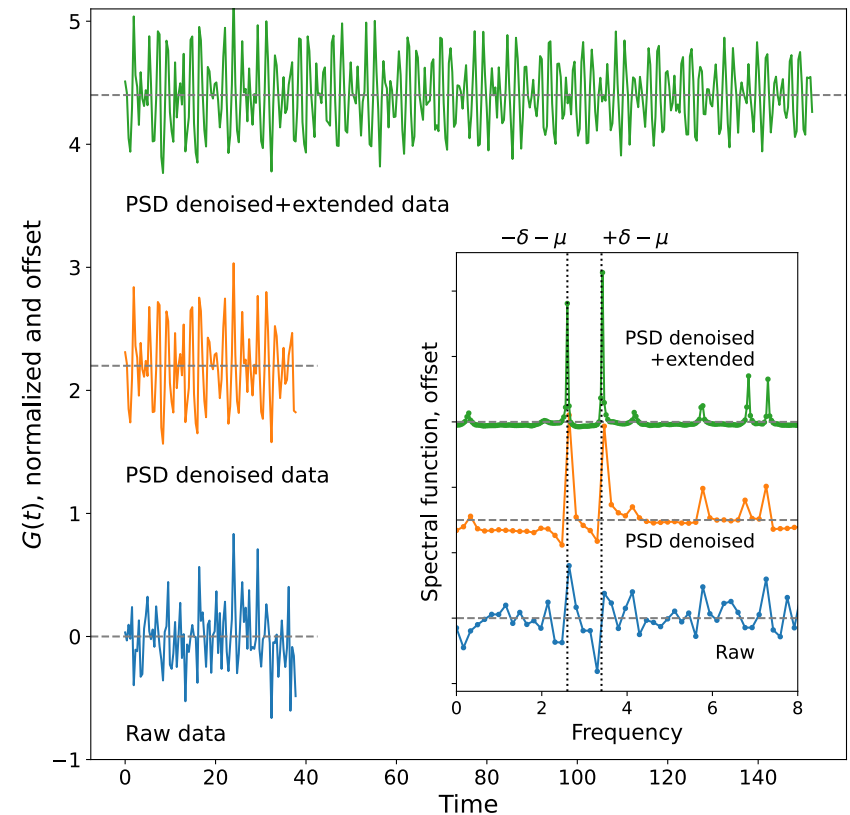 5
4
3
2
1
0
−1
G(t), normalized and offset
PSD denoised+extended data
PSD denoised data
Raw data
0
20
40
60
80
100
120
140
Time
−δ − μ
+δ − μ
Spectral function, offset
PSD denoised
+extended
PSD denoised
Raw
0
2
4
6
8
Frequency